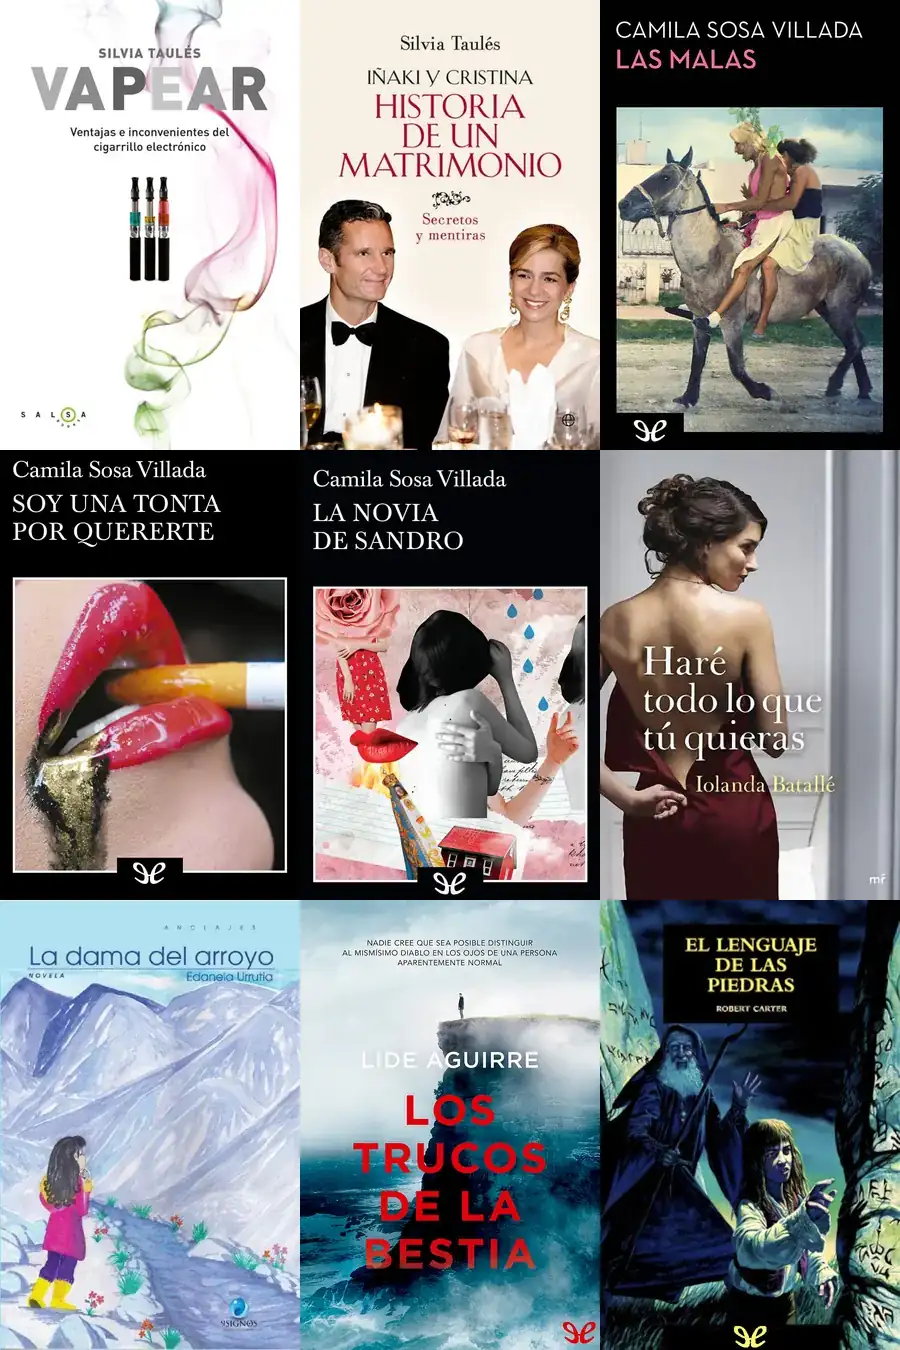 SILVIA TAULÉS
VAPEAR
Ventajas e inconvenientes del
cigarrillo electrónico
SALSA
Silvia Taulés
IÑAKI Y CRISTINA
HISTORIA
DE UN
MATRIMONIO
Secretos
y mentiras
CAMILA SOSA VILLADA
LAS MALAS
Camila Sosa Villada
SOY UNA TONTA
POR QUERERTE
Camila Sosa Villada
LA NOVIA
DE SANDRO
Haré
todo lo que
tú quieras
Iolanda Batallé
mr
ANCLAJES
La dama del arroyo
NOVELA
Edanela Urrutia
9SIGNOS
NADIE CREE QUE SEA POSIBLE DISTINGUIR
AL MISMÍSIMO DIABLO EN LOS OJOS DE UNA PERSONA
APARENTEMENTE NORMAL
LIDE AGUIRRE
LOS
TRUCOS
DE LA
BESTIA
EL LENGUAJE
DE LAS
PIEDRAS
ROBERT CARTER